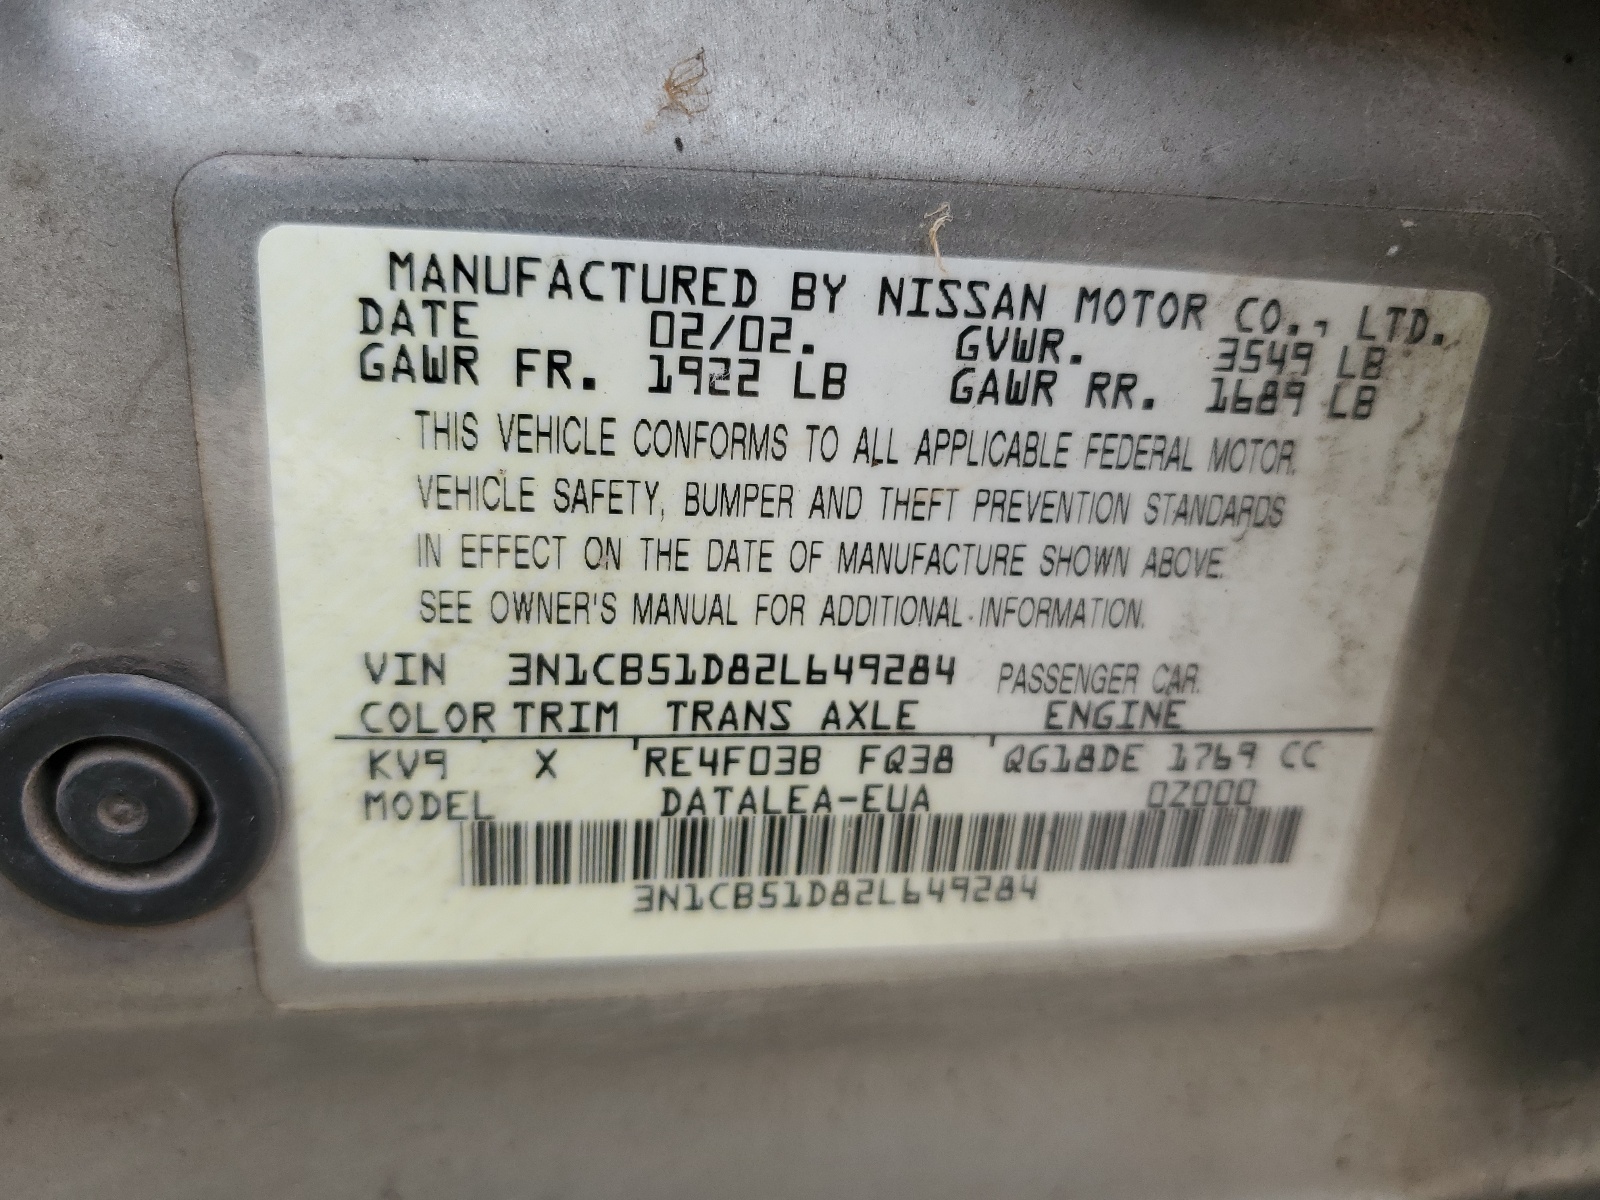 MANUFACTURED BY NISSAN MOTOR CO., LTD.
DATE 02/02. GVWR. 3549 LB
GAWR FR. 1922 LB GAWR RR. 1689 LB
THIS VEHICLE CONFORMS TO ALL APPLICABLE FEDERAL MOTOR
VEHICLE SAFETY, BUMPER AND THEFT PREVENTION STANDARDS
IN EFFECT ON THE DATE OF MANUFACTURE SHOWN ABOVE.
SEE OWNER'S MANUAL FOR ADDITIONAL INFORMATION.
VIN 3N1CB51D82L649284 PASSENGER CAR.
COLOR TRIM TRANS AXLE ENGINE
KV9 X RE4F03B FQ38 QG18DE 1769 CC
MODEL DATALEA-EUA 0Z000
3N1CB51D82L649284